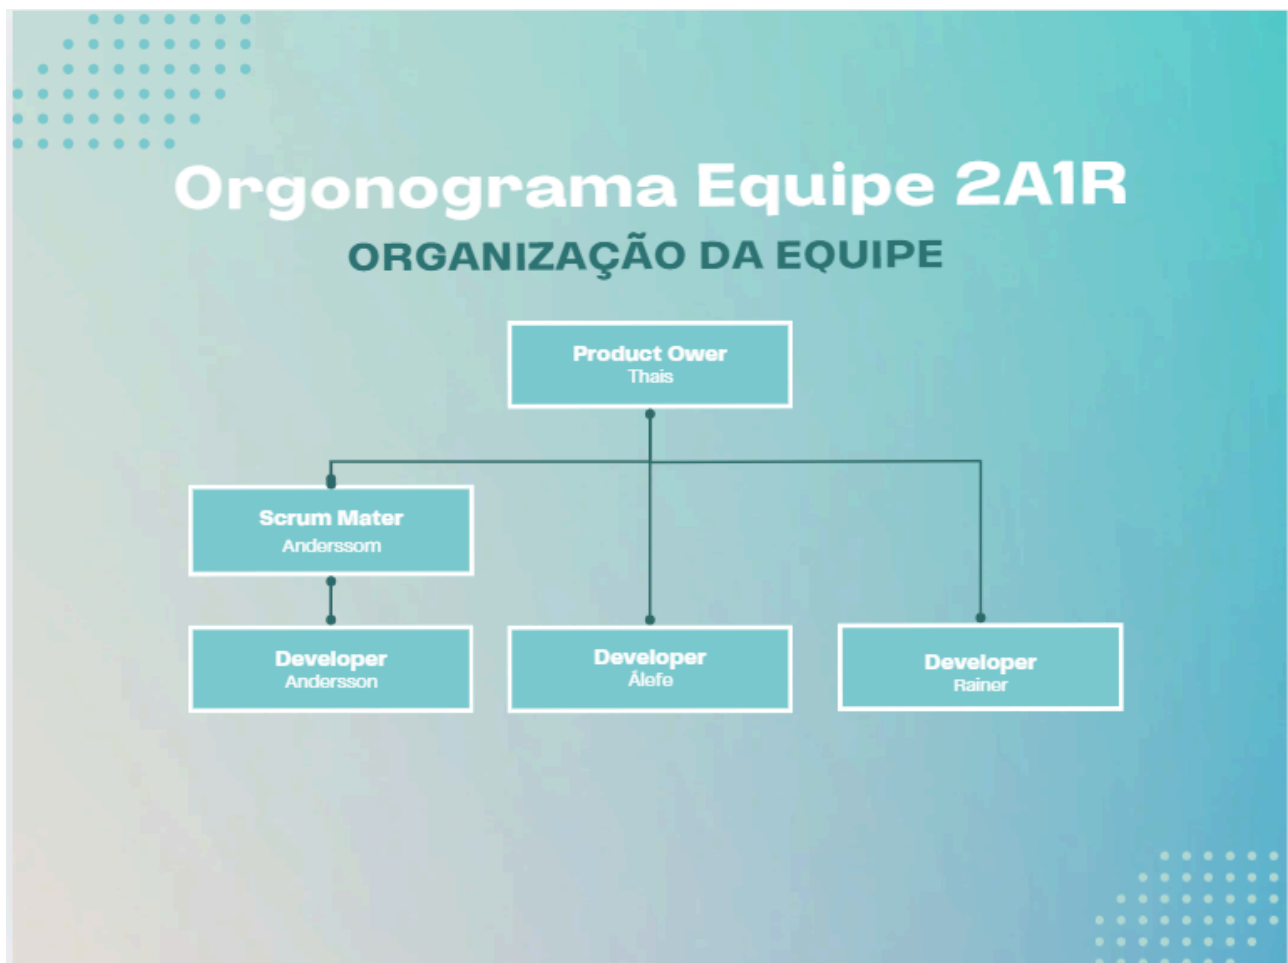 Orgonograma Equipe 2A1R
ORGANIZAÇÃO DA EQUIPE
Product Ower
Thais
Scrum Mater
Anderssom
Developer
Andersson
Developer
Álefe
Developer
Rainer